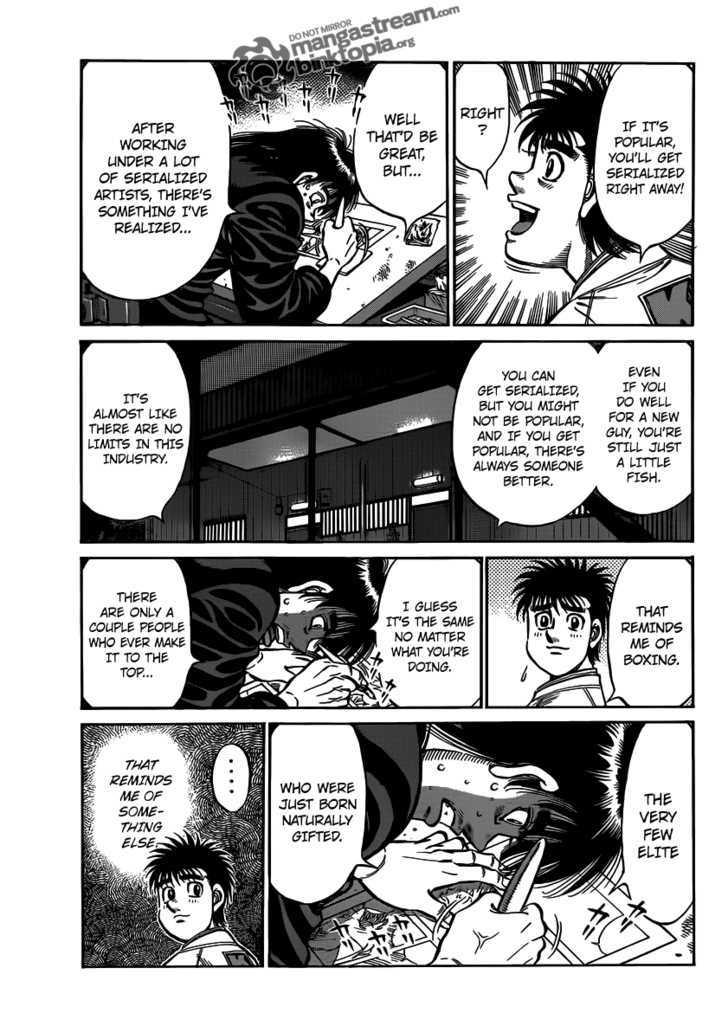 DO NOT MIRROR
mangastream.com
binktopia.org
IF IT'S
POPULAR,
YOU'LL GET
SERIALIZED
RIGHT AWAY!
RIGHT
?
WELL
THAT'D BE
GREAT,
BUT...
AFTER
WORKING
UNDER A LOT
OF SERIALIZED
ARTISTS, THERE'S
SOMETHING I'VE
REALIZED...
EVEN
IF YOU
DO WELL
FOR A NEW
GUY, YOU'RE
STILL JUST
A LITTLE
FISH.
YOU CAN
GET SERIALIZED,
BUT YOU MIGHT
NOT BE POPULAR,
AND IF YOU GET
POPULAR, THERE'S
ALWAYS SOMEONE
BETTER.
IT'S
ALMOST LIKE
THERE ARE NO
LIMITS IN THIS
INDUSTRY.
THAT
REMINDS
ME OF
BOXING.
I GUESS
IT'S THE SAME
NO MATTER
WHAT YOU'RE
DOING.
THERE
ARE ONLY A
COUPLE PEOPLE
WHO EVER MAKE
IT TO THE
TOP...
THE
VERY
FEW
ELITE
WHO WERE
JUST BORN
NATURALLY
GIFTED.
....
THAT
REMINDS
ME OF
SOME-
THING
ELSE.